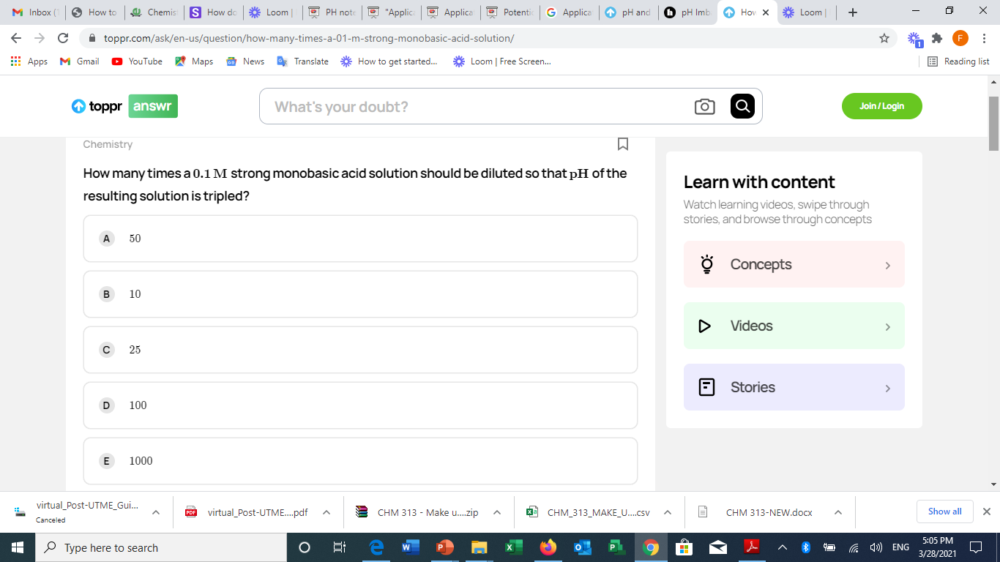 Inbox (1
How to
Chemis
How do
Loom |
PH note
"Applic
Applica
Potenti
Applica
pH and
pH Imb
How
Loom |
toppr.com/ask/en-us/question/how-many-times-a-01-m-strong-monobasic-acid-solution/
1
F
Apps
Gmail
YouTube
Maps
News
Translate
How to get started...
Loom | Free Screen...
Reading list
toppr answr
What's your doubt?
Join / Login
Chemistry
How many times a 0.1 M strong monobasic acid solution should be diluted so that pH of the
resulting solution is tripled?
A 50
B 10
C 25
D 100
E 1000
Learn with content
Watch learning videos, swipe through
stories, and browse through concepts
Concepts
Videos
Stories
virtual_Post-UTME_Gui...
Canceled
virtual_Post-UTME....pdf
CHM 313 - Make u....zip
CHM_313_MAKE_U....csv
CHM 313-NEW.docx
Show all
Type here to search
ENG
5:05 PM
3/28/2021